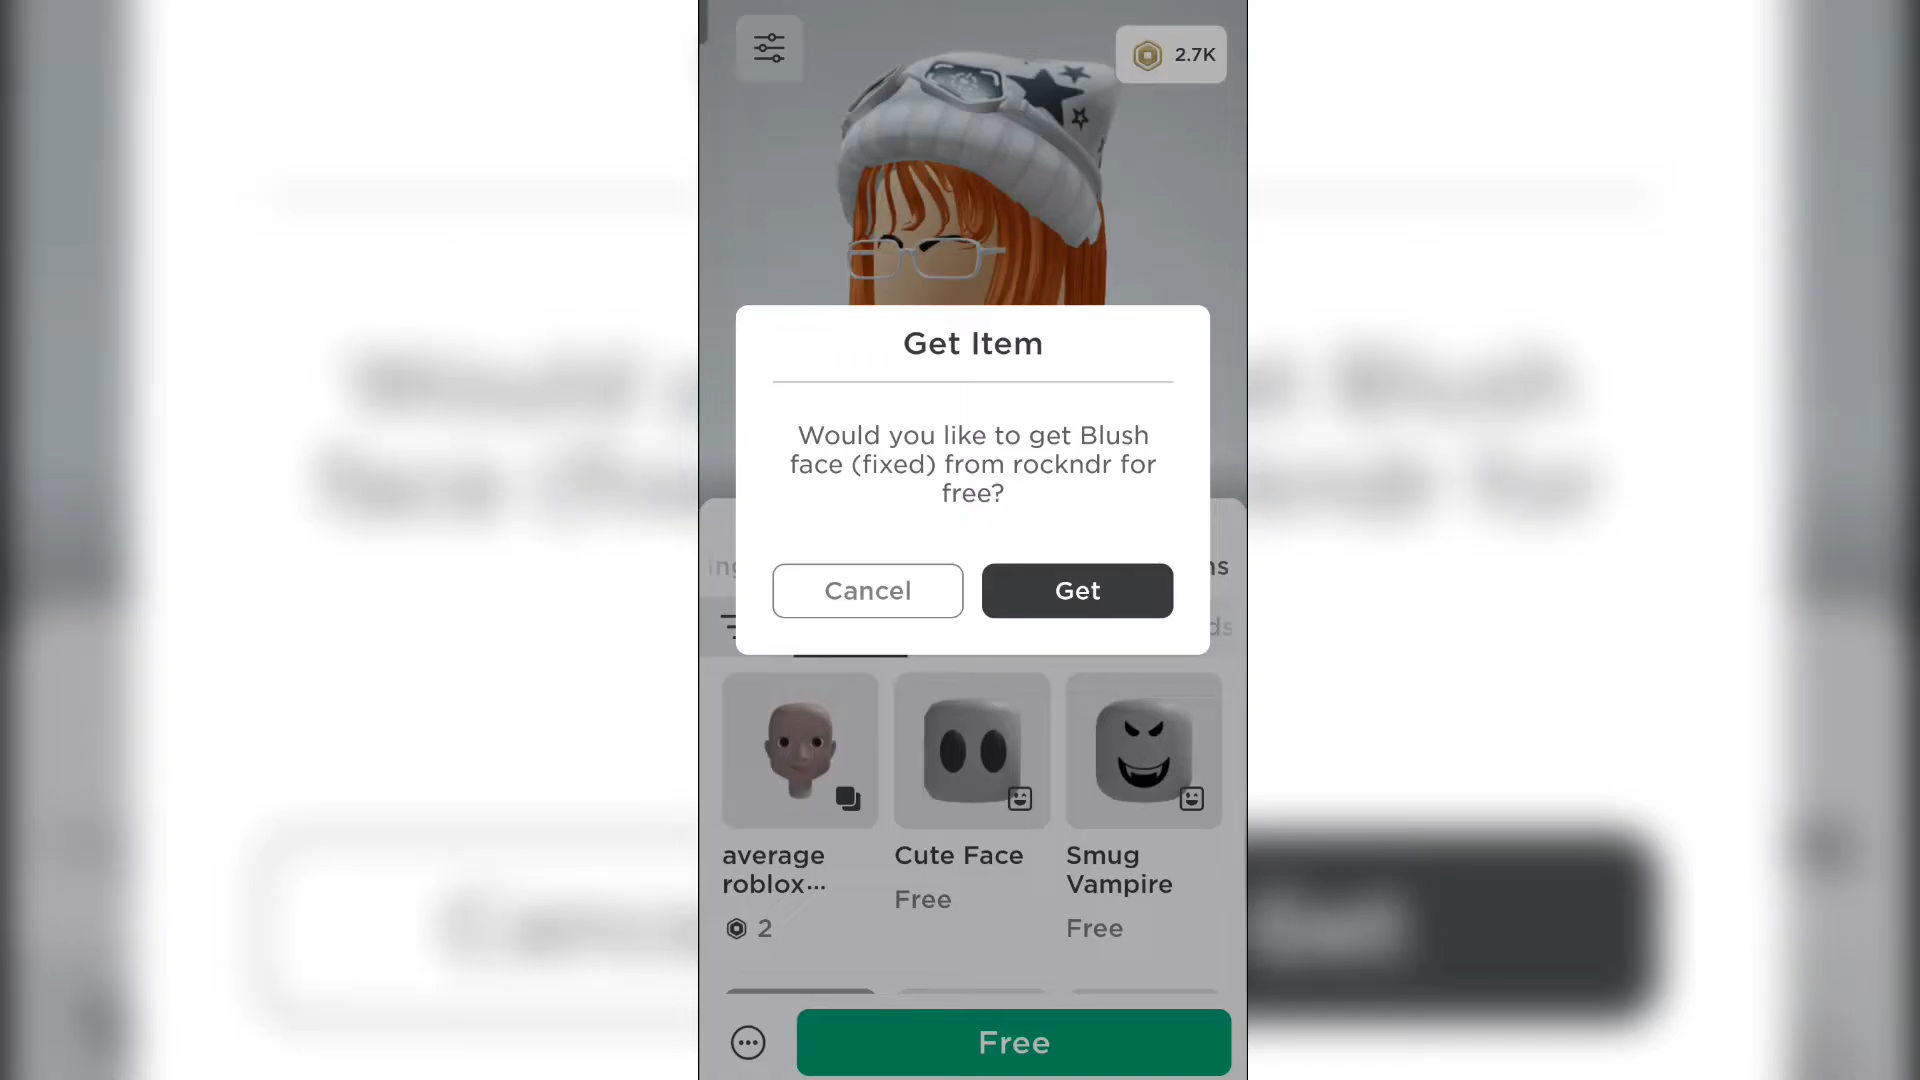 2.7K
Get Item
Would you like to get Blush
face (fixed) from rockndr for
free?
Cancel
Get
average
roblox...
2
Cute Face
Free
Smug
Vampire
Free
Free